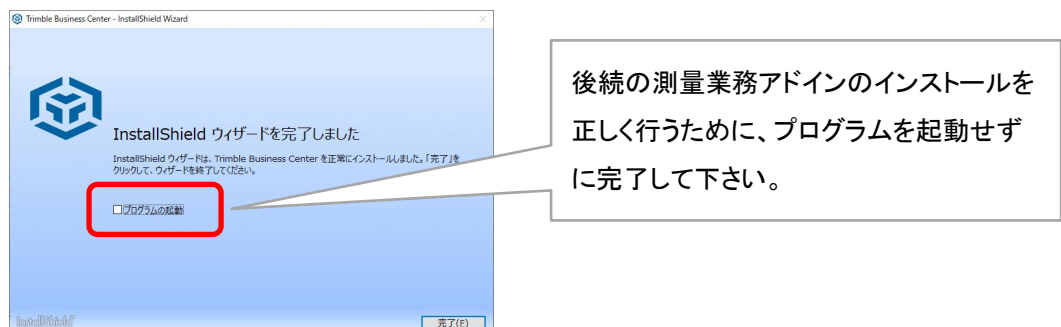 Trimble Business Center - InstallShield Wizard
InstallShield ウィザードを完了しました
InstallShield ウィザードは、Trimble Business Center を正常にインストールしました。「完了」を
クリックして、ウィザードを終了してください。
プログラムの起動
InstallShield
完了(F)
後続の測量業務アドインのインストールを
正しく行うために、プログラムを起動せず
に完了して下さい。